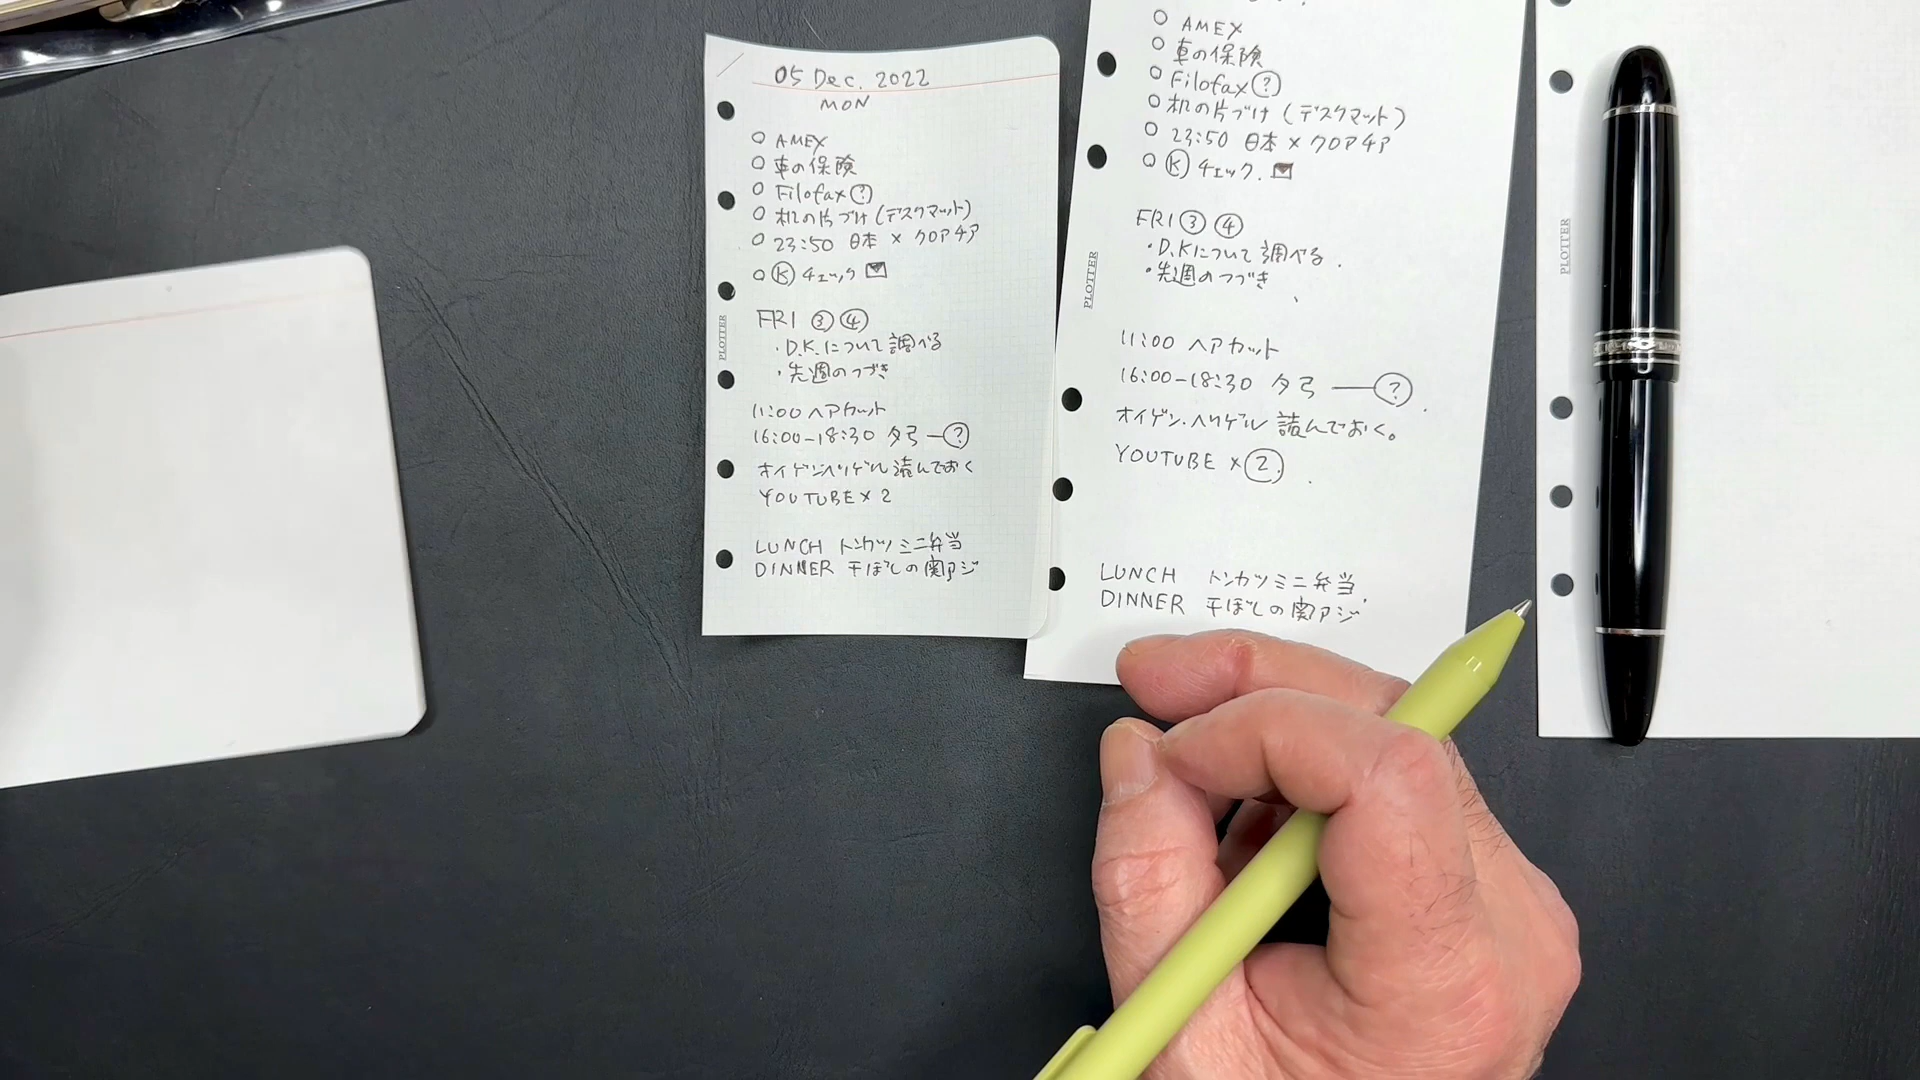 05 Dec. 2022
MON
○ AMEX
○ 車の保険
○ Filofax ?
○ 机の片づけ (デスクマット)
○ 23:50 日本 × クロアチア
○ K チェック
FRI ③ ④
・D.K.について調べる
・先週のつづき
11:00 ヘアカット
16:00-18:30 夕弓 — ?
オイゲンヘリゲル 読んでおく
YOUTUBE × 2
LUNCH トンカツミニ弁当
DINNER 干ぼしの関アジ
PLOTTER
○ AMEX
○ 車の保険
○ Filofax ?
○ 机の片づけ (デスクマット)
○ 23:50 日本 × クロアチア
○ K チェック.
FRI ③ ④
・D.Kについて調べる.
・先週のつづき
11:00 ヘアカット
16:00-18:30 夕弓 — ?
オイゲン.ヘリゲル 読んでおく。
YOUTUBE × 2.
LUNCH トンカツミニ弁当.
DINNER 干ぼしの関アジ
PLOTTER
PLOTTER